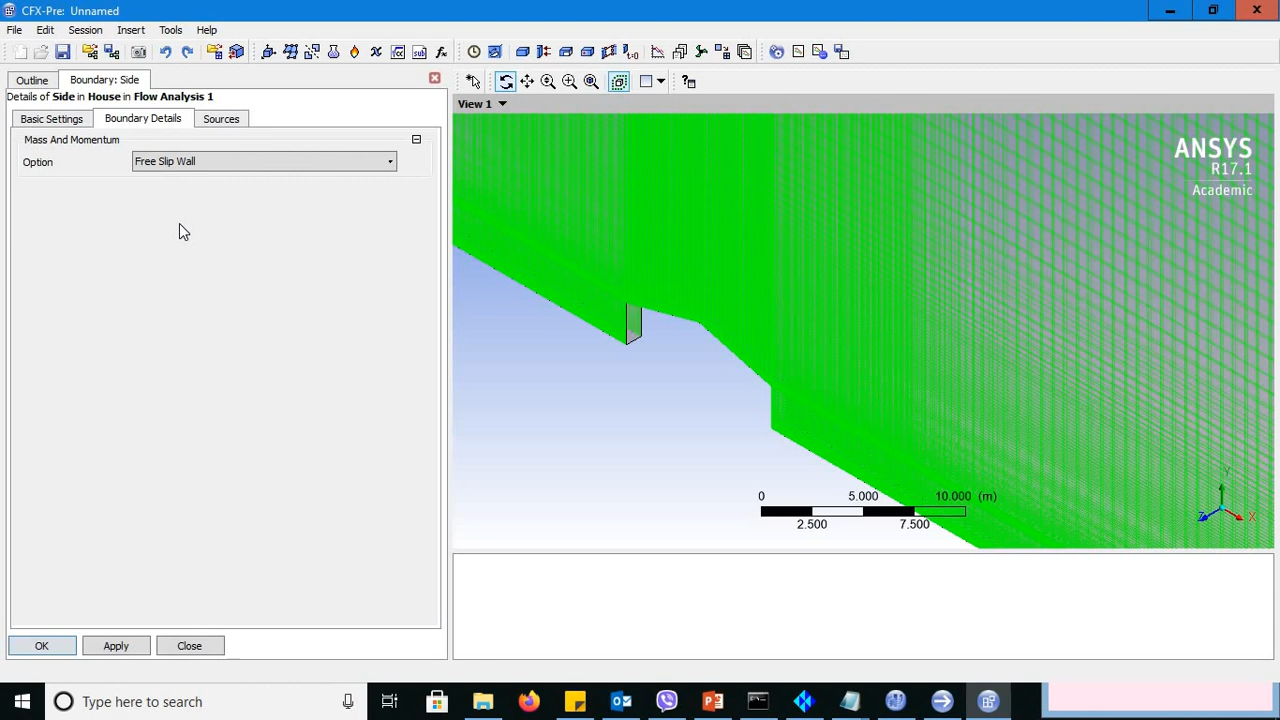 CFX-Pre: Unnamed
File Edit Session Insert Tools Help
Outline Boundary: Side
Details of Side in House in Flow Analysis 1
Basic Settings Boundary Details Sources
Mass And Momentum
Option Free Slip Wall
OK Apply Close
View 1
ANSYS
R17.1
Academic
0 5.000 10.000 (m)
2.500 7.500
Y
Z X
Type here to search